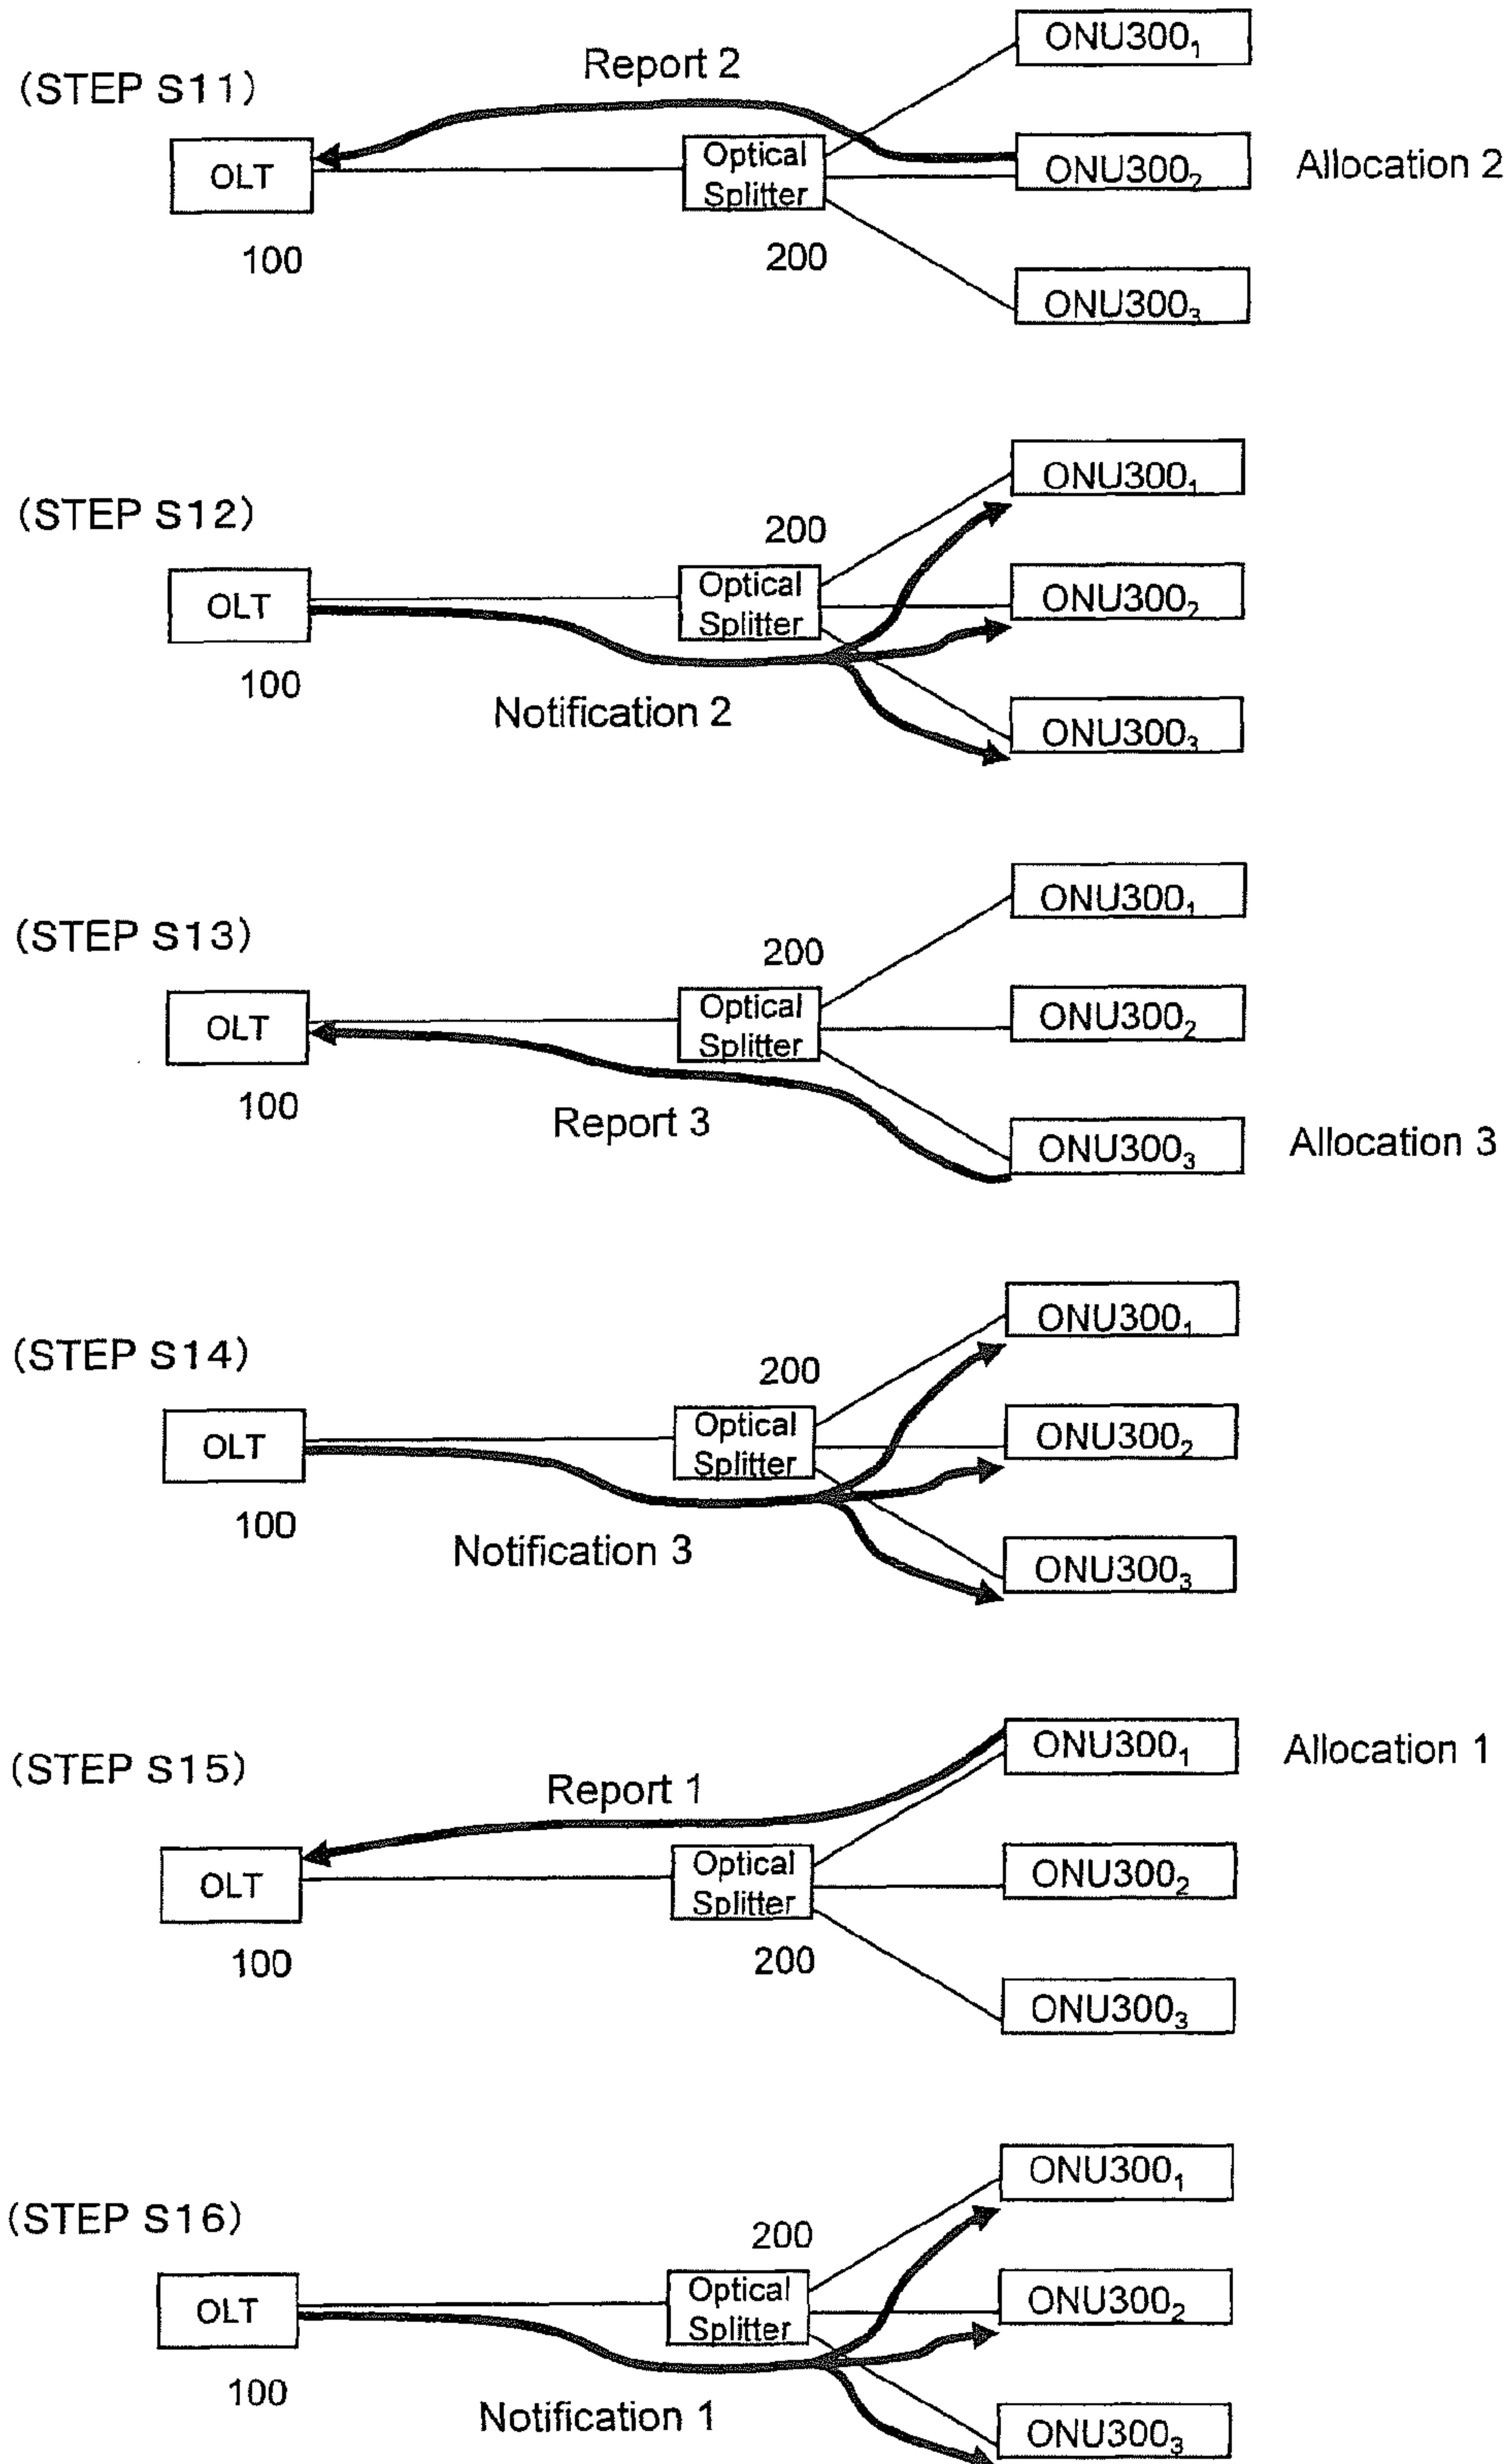 (STEP S11)
Report 2
ONU300₁
OLT
Optical
Splitter
ONU300₂
Allocation 2
100
200
ONU300₃
(STEP S12)
ONU300₁
200
OLT
Optical
Splitter
ONU300₂
100
Notification 2
ONU300₃
(STEP S13)
ONU300₁
200
OLT
Optical
Splitter
ONU300₂
100
Report 3
ONU300₃
Allocation 3
(STEP S14)
ONU300₁
200
OLT
Optical
Splitter
ONU300₂
100
Notification 3
ONU300₃
(STEP S15)
Report 1
ONU300₁
Allocation 1
OLT
Optical
Splitter
ONU300₂
100
200
ONU300₃
(STEP S16)
ONU300₁
200
OLT
Optical
Splitter
ONU300₂
100
Notification 1
ONU300₃